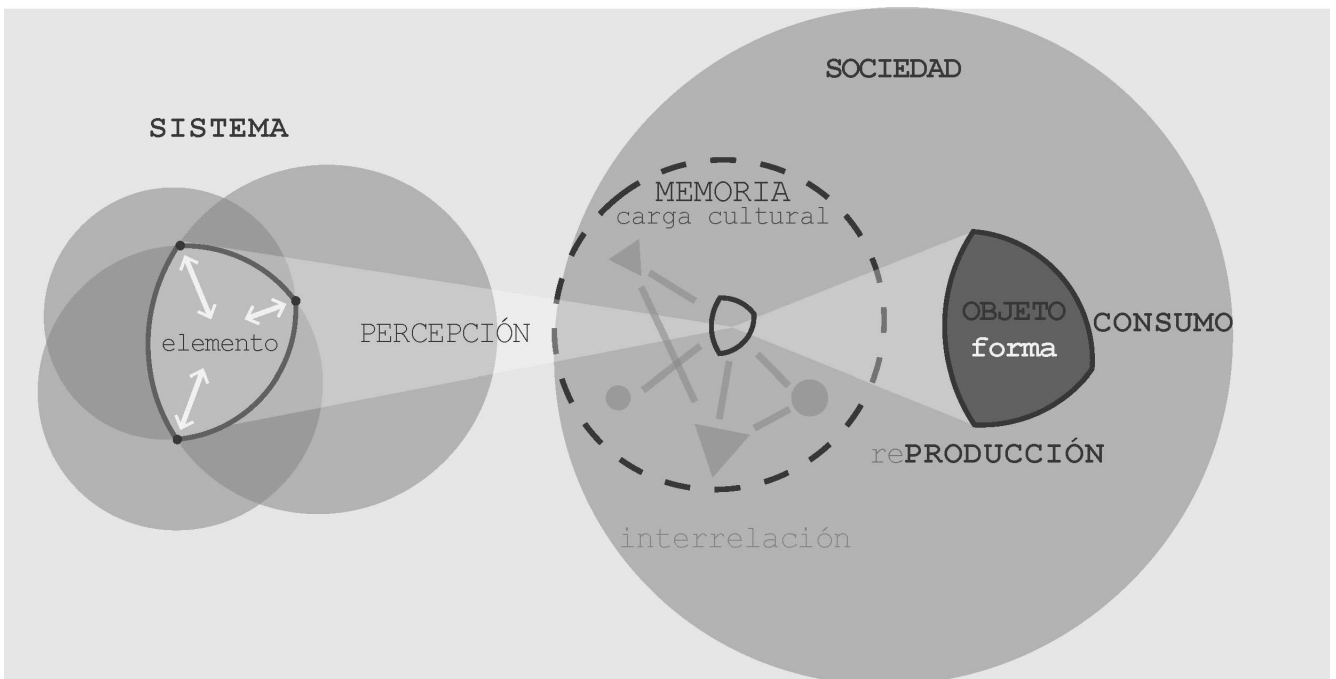 SOCIEDAD
SISTEMA
MEMORIA
carga cultural
PERCEPCIÓN
elemento
OBJETO
forma
CONSUMO
rePRODUCCIÓN
interrelación